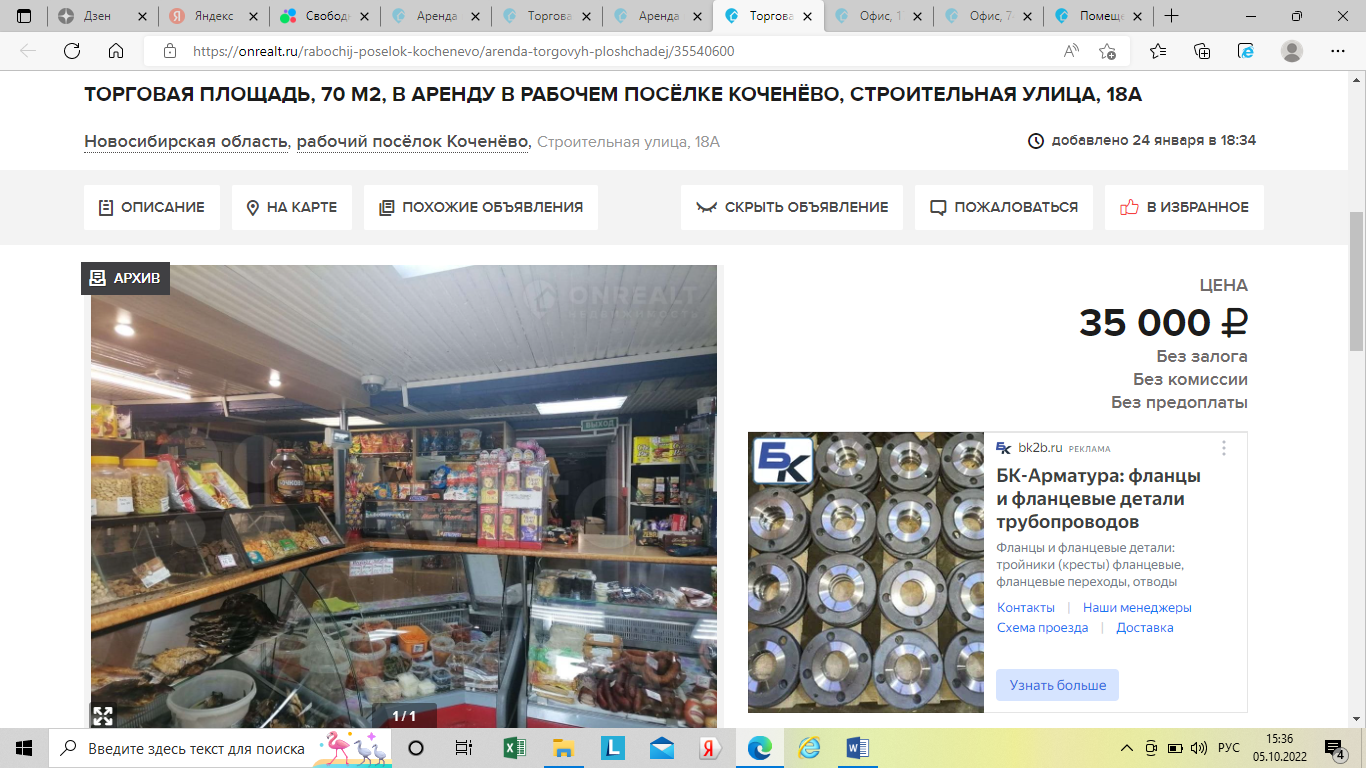 Дзен
Яндекс
Свободн
Аренда
Торгова
Аренда
Торгова
Офис, 1
Офис, 7
Помеще
https://onrealt.ru/rabochij-poselok-kochenevo/arenda-torgovyh-ploshchadej/35540600
ТОРГОВАЯ ПЛОЩАДЬ, 70 М2, В АРЕНДУ В РАБОЧЕМ ПОСЁЛКЕ КОЧЕНЁВО, СТРОИТЕЛЬНАЯ УЛИЦА, 18А
Новосибирская область, рабочий посёлок Коченёво, Строительная улица, 18А
добавлено 24 января в 18:34
ОПИСАНИЕ
НА КАРТЕ
ПОХОЖИЕ ОБЪЯВЛЕНИЯ
СКРЫТЬ ОБЪЯВЛЕНИЕ
ПОЖАЛОВАТЬСЯ
В ИЗБРАННОЕ
АРХИВ
ONREALT
НЕДВИЖИМОСТЬ
ВЫХОД
1 / 1
ЦЕНА
35 000 ₽
Без залога
Без комиссии
Без предоплаты
БК
bk2b.ru РЕКЛАМА
БК-Арматура: фланцы
и фланцевые детали
трубопроводов
Фланцы и фланцевые детали:
тройники (кресты) фланцевые,
фланцевые переходы, отводы
Контакты | Наши менеджеры
Схема проезда | Доставка
Узнать больше
Введите здесь текст для поиска
РУС
15:36
05.10.2022
4